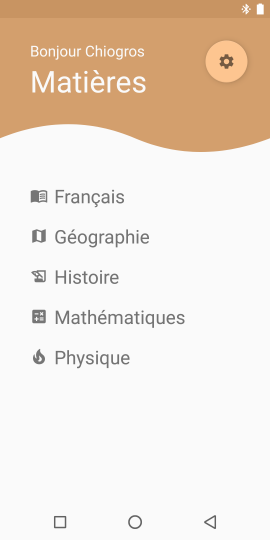 Bonjour Chiogros
Matières
Français
Géographie
Histoire
Mathématiques
Physique